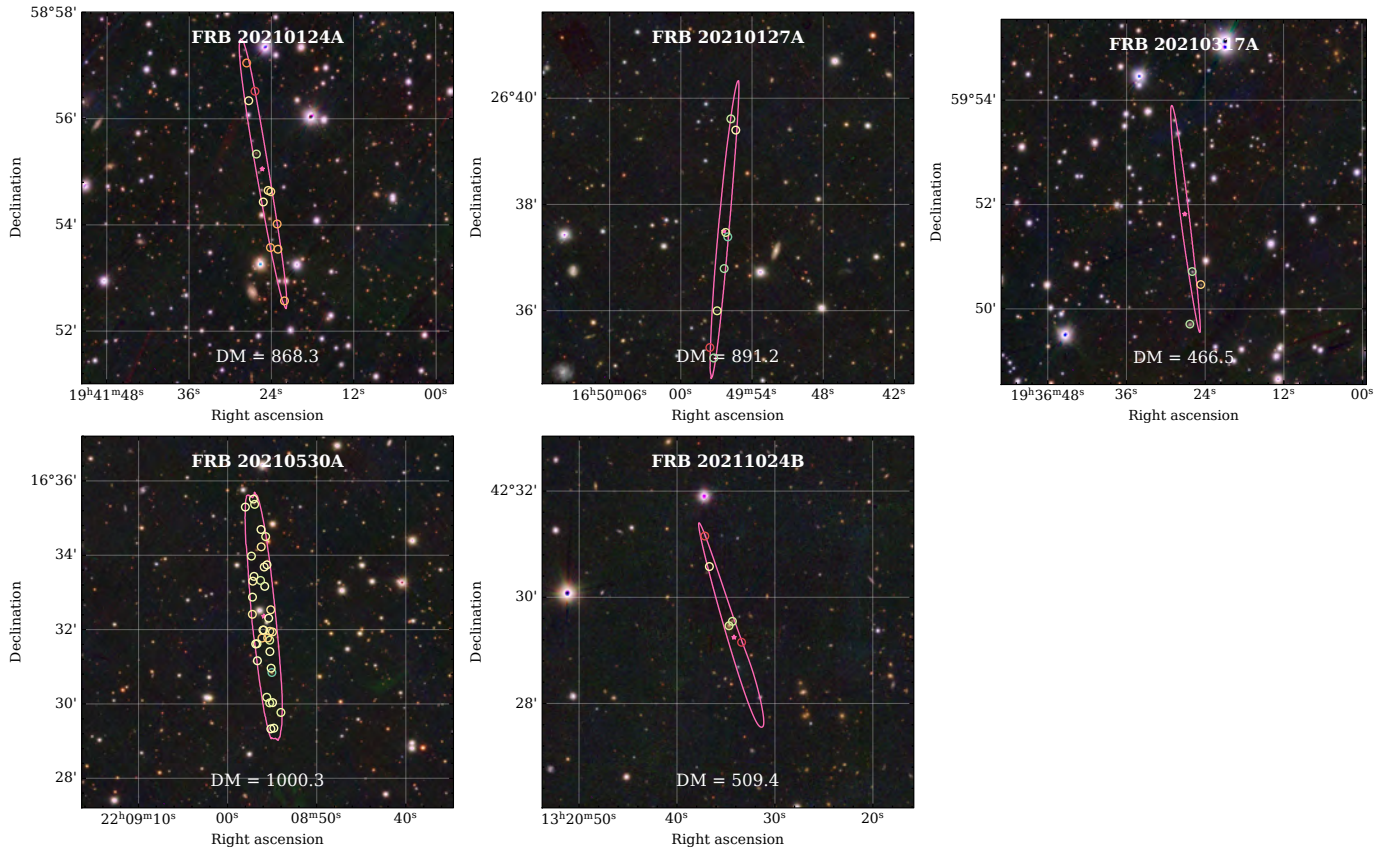 FRB 20210124A
58°58'
56'
54'
52'
Declination
DM = 868.3
19ʰ41ᵐ48ˢ 36ˢ 24ˢ 12ˢ 00ˢ
Right ascension
FRB 20210127A
26°40'
38'
36'
Declination
DM = 891.2
16ʰ50ᵐ06ˢ 00ˢ 49ᵐ54ˢ 48ˢ 42ˢ
Right ascension
FRB 20210317A
59°54'
52'
50'
Declination
DM = 466.5
19ʰ36ᵐ48ˢ 36ˢ 24ˢ 12ˢ 00ˢ
Right ascension
FRB 20210530A
16°36'
34'
32'
30'
28'
Declination
DM = 1000.3
22ʰ09ᵐ10ˢ 00ˢ 08ᵐ50ˢ 40ˢ
Right ascension
FRB 20211024B
42°32'
30'
28'
Declination
DM = 509.4
13ʰ20ᵐ50ˢ 40ˢ 30ˢ 20ˢ
Right ascension